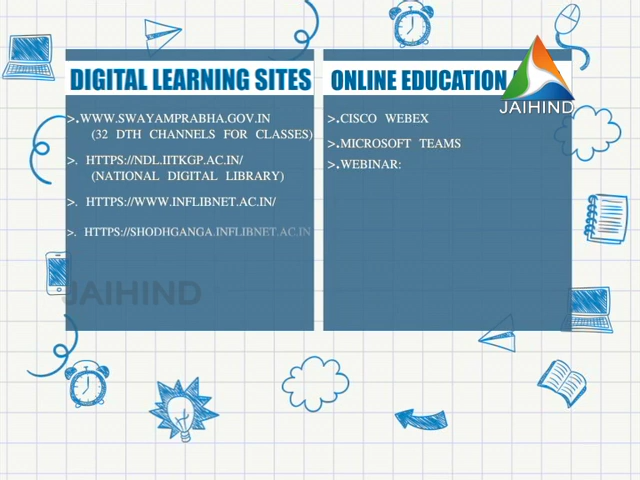 DIGITAL LEARNING SITES
>.WWW.SWAYAMPRABHA.GOV.IN
(32 DTH CHANNELS FOR CLASSES)
>. HTTPS://NDL.IITKGP.AC.IN/
(NATIONAL DIGITAL LIBRARY)
>. HTTPS://WWW.INFLIBNET.AC.IN/
>. HTTPS://SHODHGANGA.INFLIBNET.AC.IN
ONLINE EDUCATION
>.CISCO WEBEX
>.MICROSOFT TEAMS
>.WEBINAR:
JAIHIND
JAIHIND